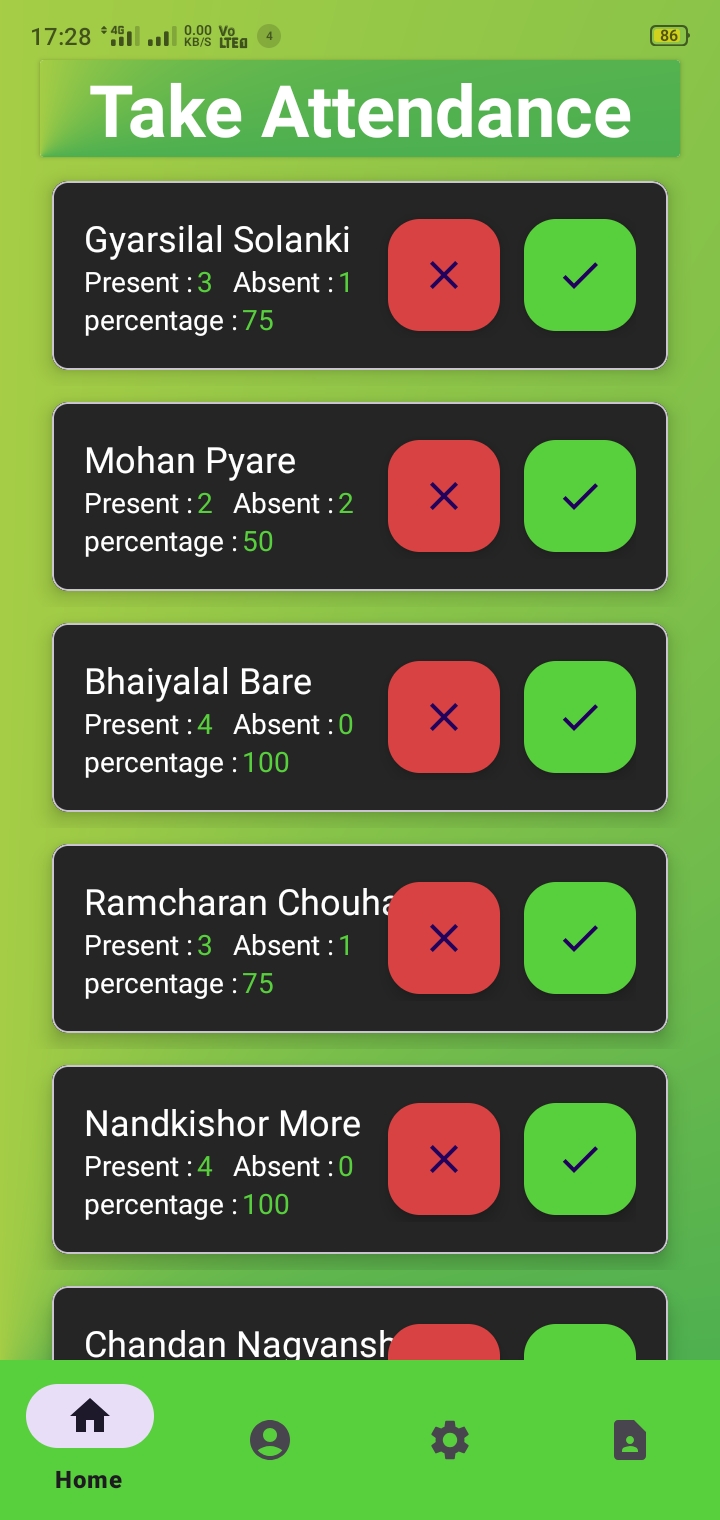 17:28 4G 0.00 KB/S Vo LTE 4 86
Take Attendance
Gyarsilal Solanki
Present : 3 Absent : 1
percentage : 75
Mohan Pyare
Present : 2 Absent : 2
percentage : 50
Bhaiyalal Bare
Present : 4 Absent : 0
percentage : 100
Ramcharan Chouha
Present : 3 Absent : 1
percentage : 75
Nandkishor More
Present : 4 Absent : 0
percentage : 100
Chandan Nagvansh
Home